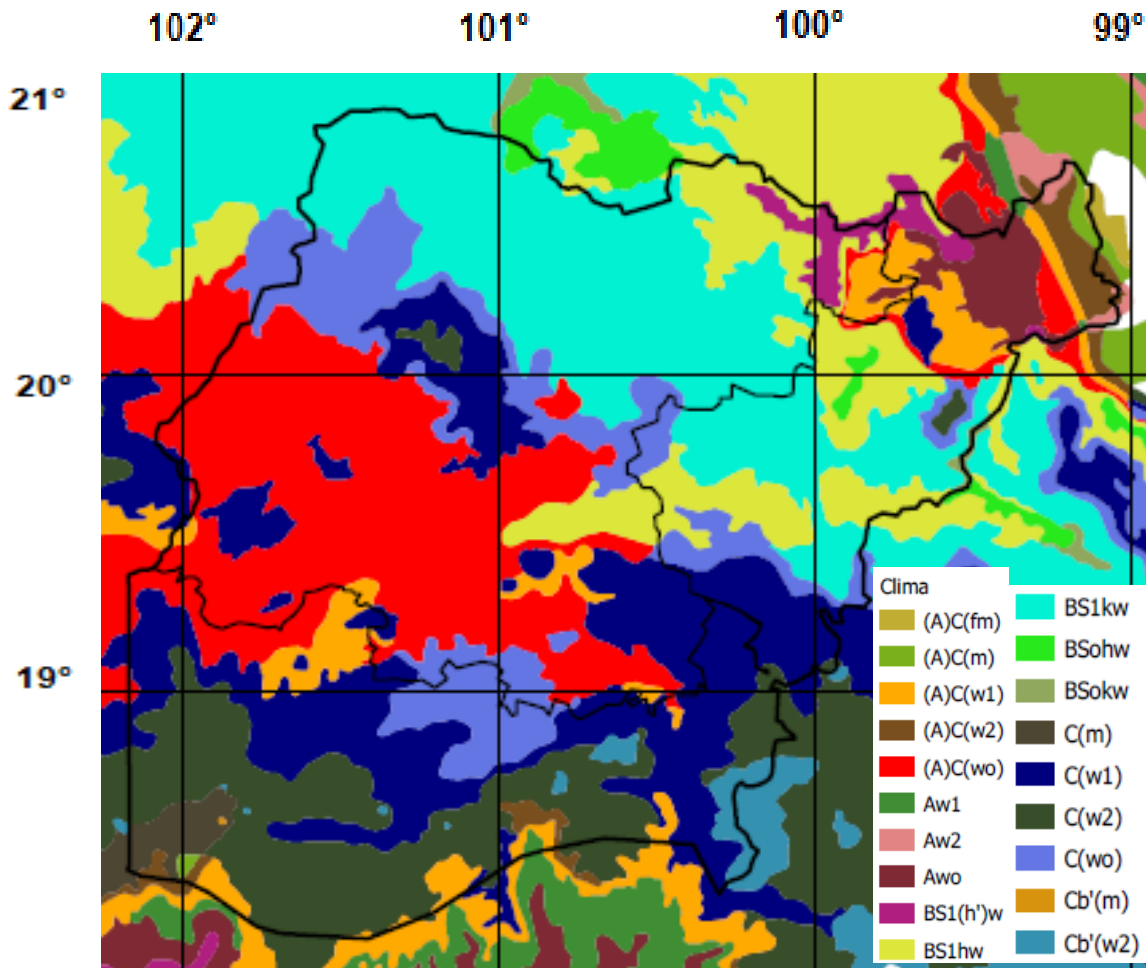 102° 101° 100° 99°
21°
20°
19°
Clima
(A)C(fm)
(A)C(m)
(A)C(w1)
(A)C(w2)
(A)C(wo)
Aw1
Aw2
Awo
BS1(h')w
BS1hw
BS1kw
BSohw
BSokw
C(m)
C(w1)
C(w2)
C(wo)
Cb'(m)
Cb'(w2)